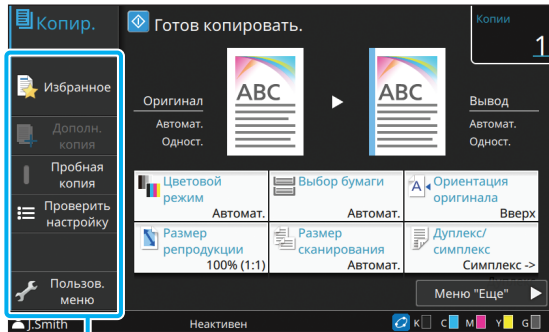 Копир.
Готов копировать.
Копии
1
Избранное
Дополн.
копия
Пробная
копия
Проверить
настройку
Пользов.
меню
Оригинал
Автомат.
Одност.
ABC
ABC
Вывод
Автомат.
Одност.
Цветовой
режим
Автомат.
Выбор бумаги
Автомат.
A
Ориентация
оригинала
Вверх
Размер
репродукции
100% (1:1)
Размер
сканирования
Автомат.
Дуплекс/
симплекс
Симплекс ->
Меню "Еще"
J.Smith
Неактивен
K C M Y G